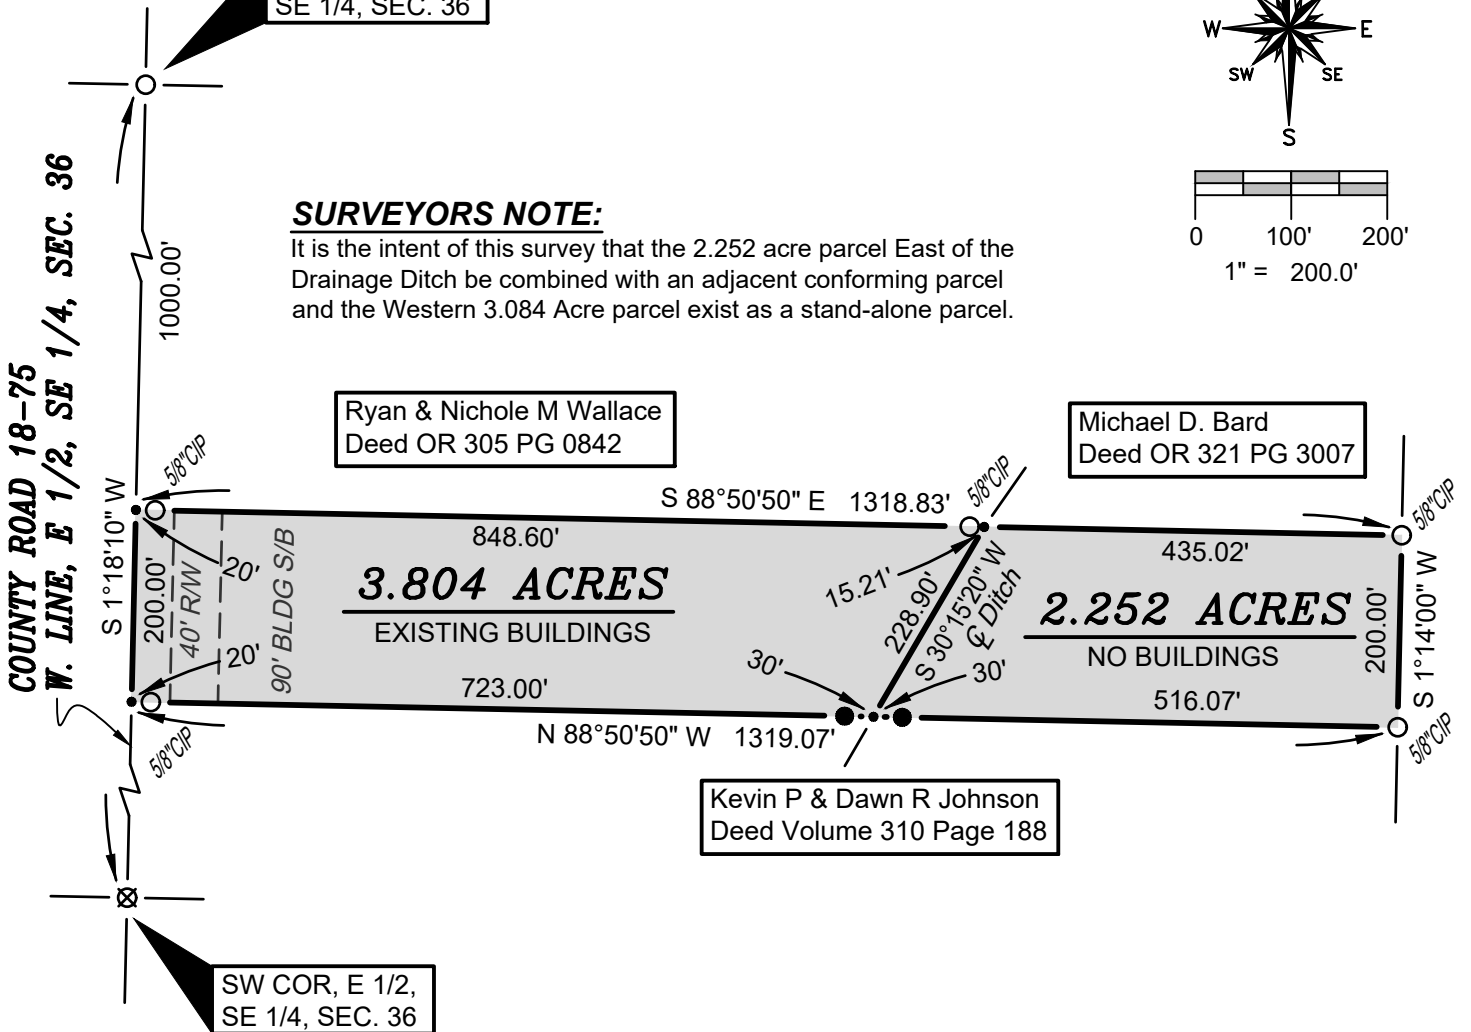 SE 1/4, SEC. 36
W
E
SW
SE
S
0 100' 200'
1" = 200.0'
SURVEYORS NOTE:
It is the intent of this survey that the 2.252 acre parcel East of the
Drainage Ditch be combined with an adjacent conforming parcel
and the Western 3.084 Acre parcel exist as a stand-alone parcel.
COUNTY ROAD 18-75
W. LINE, E 1/2, SE 1/4, SEC. 36
1000.00'
Ryan & Nichole M Wallace
Deed OR 305 PG 0842
Michael D. Bard
Deed OR 321 PG 3007
5/8"CIP
S 88°50'50" E 1318.83'
5/8"CIP
5/8"CIP
S 1°18'10" W
200.00'
20'
40' R/W
90' BLDG S/B
848.60'
3.804 ACRES
EXISTING BUILDINGS
15.21'
228.90'
S 30°15'20" W
℄ Ditch
435.02'
2.252 ACRES
NO BUILDINGS
200.00'
S 1°14'00" W
20'
723.00'
30'
30'
516.07'
N 88°50'50" W 1319.07'
5/8"CIP
5/8"CIP
Kevin P & Dawn R Johnson
Deed Volume 310 Page 188
SW COR, E 1/2,
SE 1/4, SEC. 36